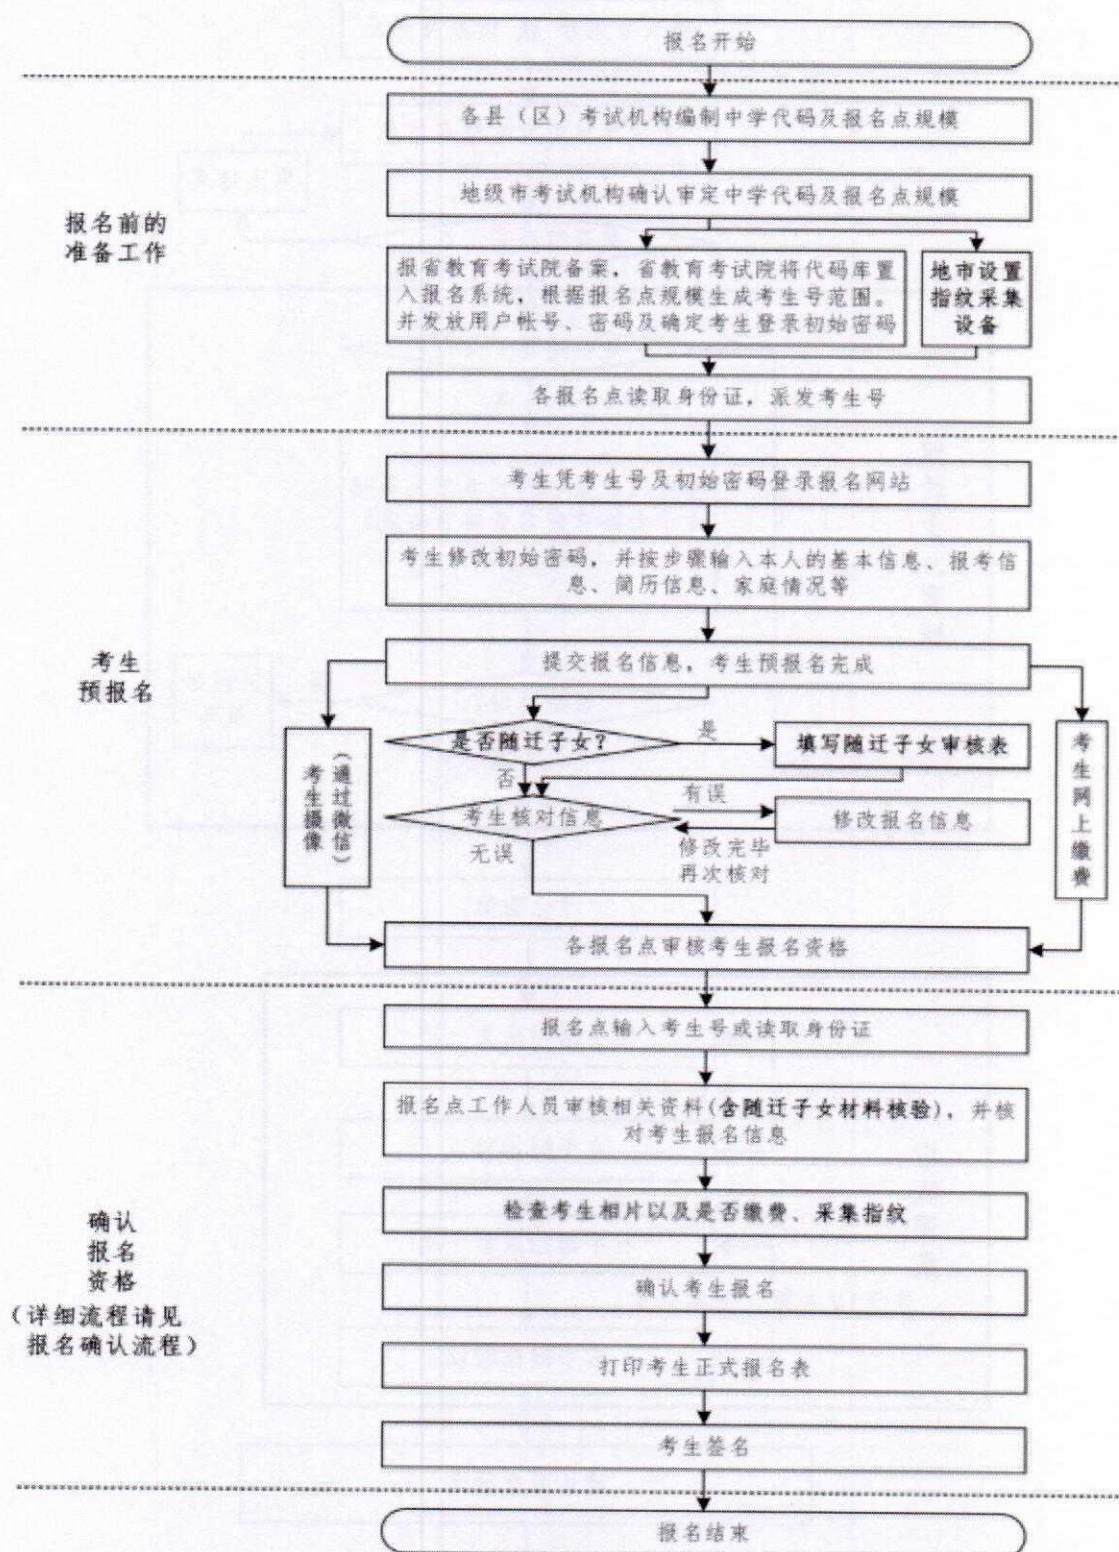 报名开始
各县（区）考试机构编制中学代码及报名点规模
地级市考试机构确认审定中学代码及报名点规模
报名前的
准备工作
报省教育考试院备案，省教育考试院将代码库置
入报名系统，根据报名点规模生成考生号范围。
并发放用户帐号、密码及确定考生登录初始密码
地市设置
指纹采集
设备
各报名点读取身份证，派发考生号
考生凭考生号及初始密码登录报名网站
考生修改初始密码，并按步骤输入本人的基本信息、报考信
息、简历信息、家庭情况等
考生
预报名
提交报名信息，考生预报名完成
是否随迁子女？
是
填写随迁子女审核表
否
考生核对信息
有误
修改报名信息
修改完毕
再次核对
无误
（通过微信）
考生摄像
考生网上缴费
各报名点审核考生报名资格
报名点输入考生号或读取身份证
报名点工作人员审核相关资料(含随迁子女材料核验)，并核
对考生报名信息
检查考生相片以及是否缴费、采集指纹
确认
报名
资格
（详细流程请见
报名确认流程）
确认考生报名
打印考生正式报名表
考生签名
报名结束